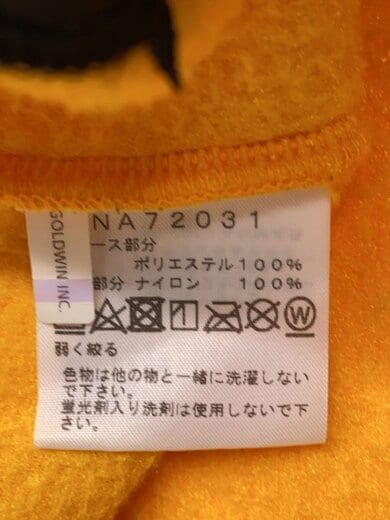 NA72031
GOLDWIN INC.
ース部分
ポリエステル 100%
部分 ナイロン 100%
W
弱く絞る
色物は他の物と一緒に洗濯しない
で下さい。
蛍光剤入り洗剤は使用しないで下
さい。